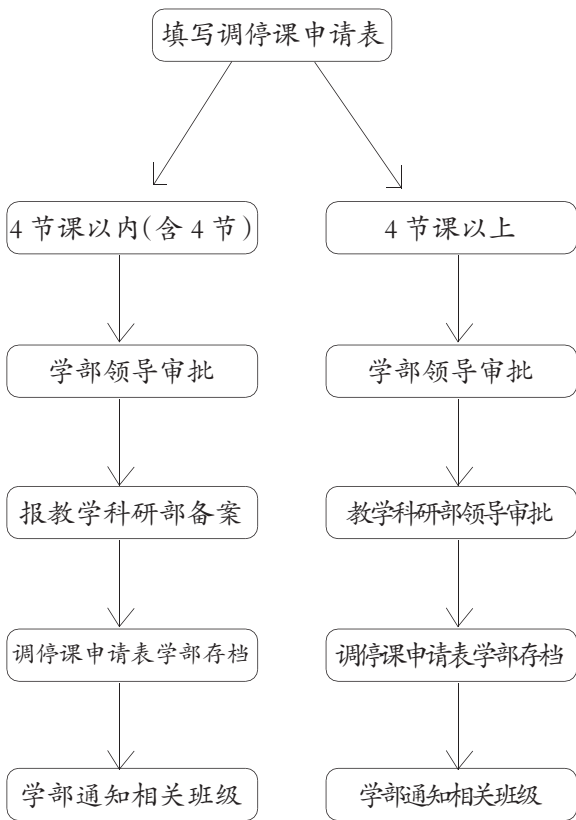 填写调停课申请表
4 节课以内(含 4 节)
4 节课以上
学部领导审批
学部领导审批
报教学科研部备案
教学科研部领导审批
调停课申请表学部存档
调停课申请表学部存档
学部通知相关班级
学部通知相关班级